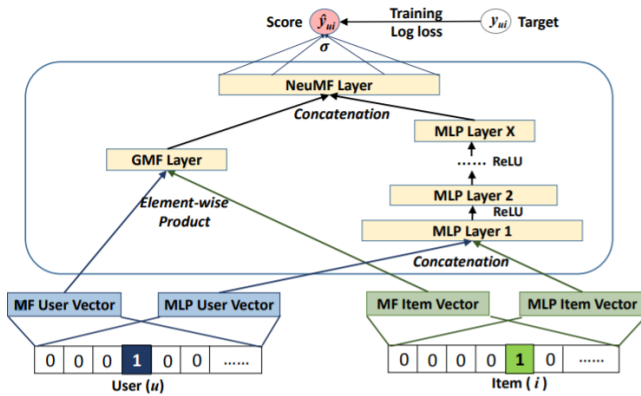 Score ŷui Training yui Target
Log loss
σ
NeuMF Layer
Concatenation
MLP Layer X
GMF Layer
...... ReLU
Element-wise
Product
MLP Layer 2
ReLU
MLP Layer 1
Concatenation
MF User Vector MLP User Vector MF Item Vector MLP Item Vector
0 0 0 1 0 0 ...... 0 0 0 0 1 0 ......
User (u) Item ( i )